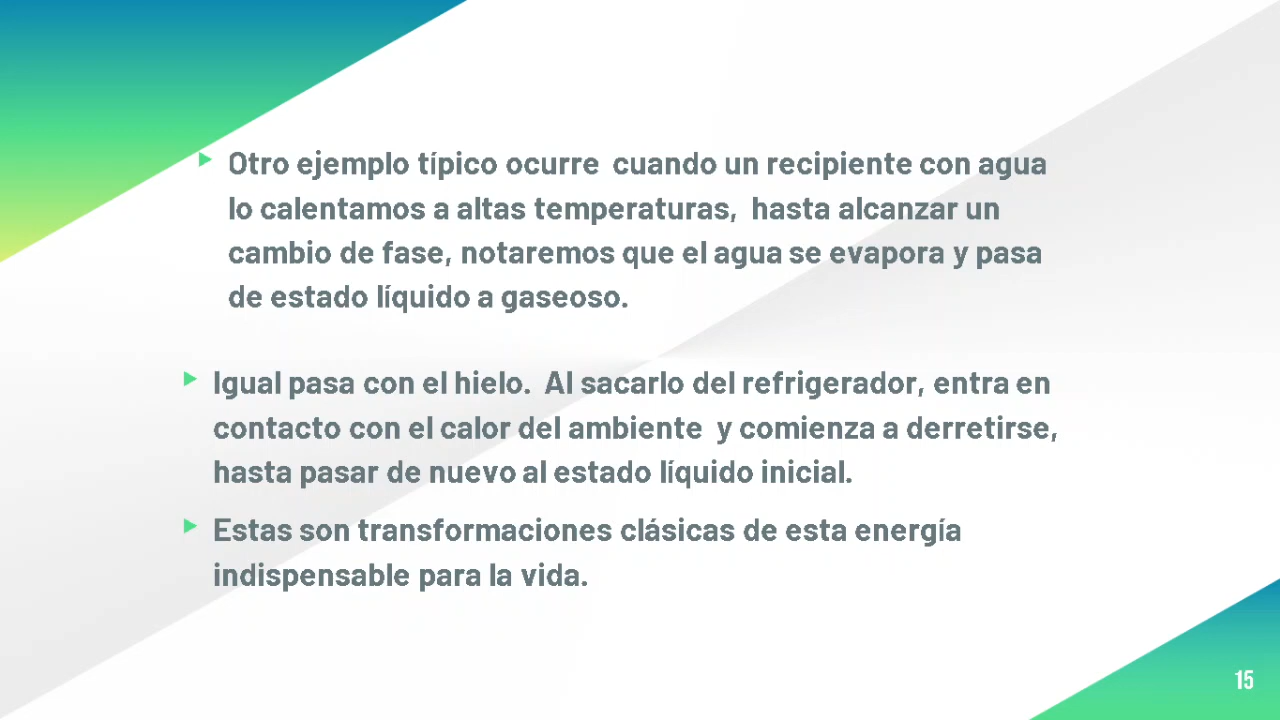 Otro ejemplo típico ocurre  cuando un recipiente con agua
lo calentamos a altas temperaturas,  hasta alcanzar un
cambio de fase, notaremos que el agua se evapora y pasa
de estado líquido a gaseoso.
Igual pasa con el hielo.  Al sacarlo del refrigerador, entra en
contacto con el calor del ambiente  y comienza a derretirse,
hasta pasar de nuevo al estado líquido inicial.
Estas son transformaciones clásicas de esta energía
indispensable para la vida.
15